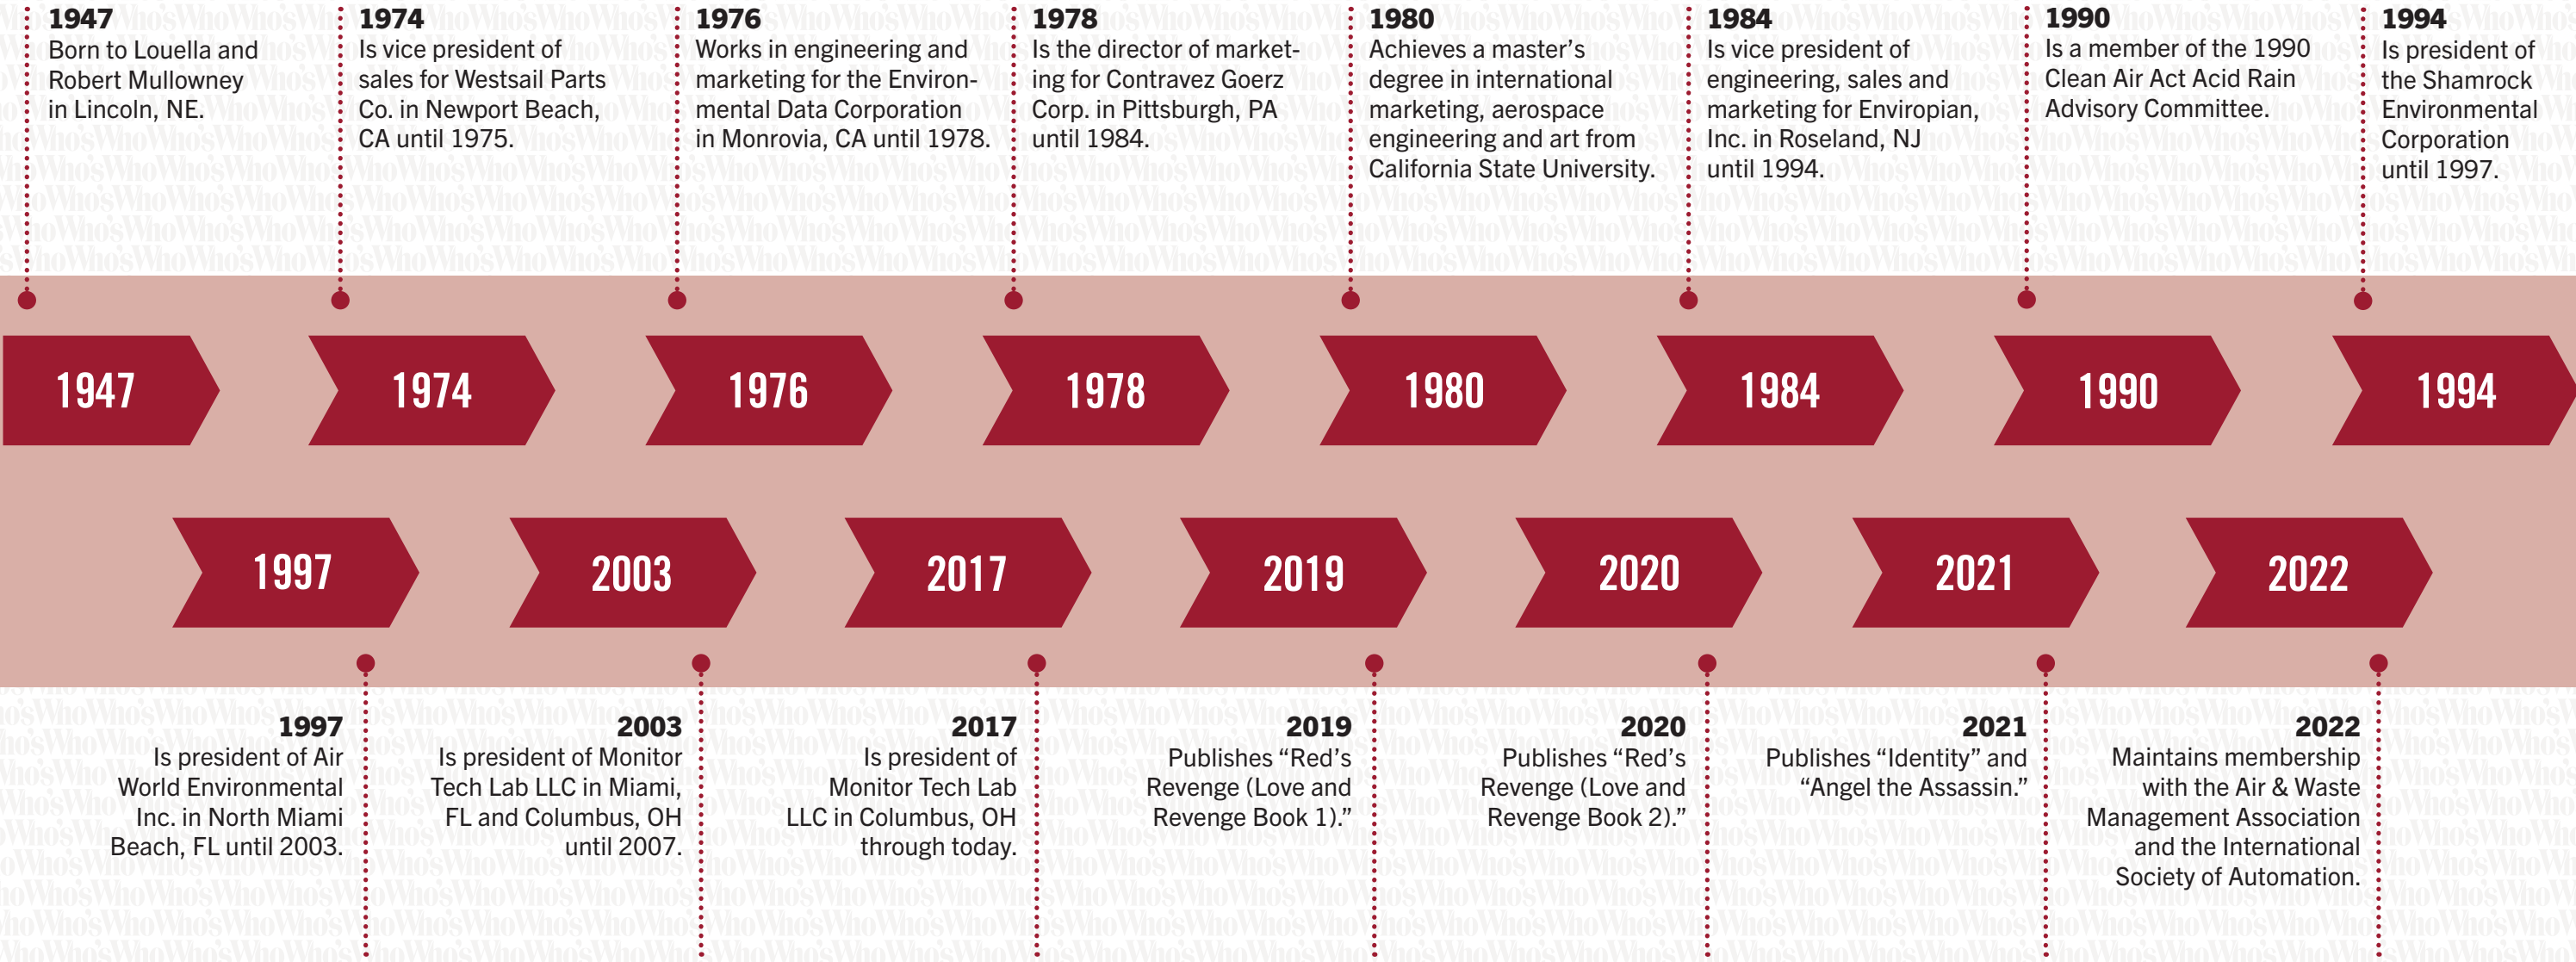 1947
Born to Louella and
Robert Mullowney
in Lincoln, NE.
1974
Is vice president of
sales for Westsail Parts
Co. in Newport Beach,
CA until 1975.
1976
Works in engineering and
marketing for the Environ-
mental Data Corporation
in Monrovia, CA until 1978.
1978
Is the director of market-
ing for Contravez Goerz
Corp. in Pittsburgh, PA
until 1984.
1980
Achieves a master’s
degree in international
marketing, aerospace
engineering and art from
California State University.
1984
Is vice president of
engineering, sales and
marketing for Enviropian,
Inc. in Roseland, NJ
until 1994.
1990
Is a member of the 1990
Clean Air Act Acid Rain
Advisory Committee.
1994
Is president of
the Shamrock
Environmental
Corporation
until 1997.
1947
1974
1976
1978
1980
1984
1990
1994
1997
2003
2017
2019
2020
2021
2022
1997
Is president of Air
World Environmental
Inc. in North Miami
Beach, FL until 2003.
2003
Is president of Monitor
Tech Lab LLC in Miami,
FL and Columbus, OH
until 2007.
2017
Is president of
Monitor Tech Lab
LLC in Columbus, OH
through today.
2019
Publishes “Red’s
Revenge (Love and
Revenge Book 1).”
2020
Publishes “Red’s
Revenge (Love and
Revenge Book 2).”
2021
Publishes “Identity” and
“Angel the Assassin.”
2022
Maintains membership
with the Air & Waste
Management Association
and the International
Society of Automation.